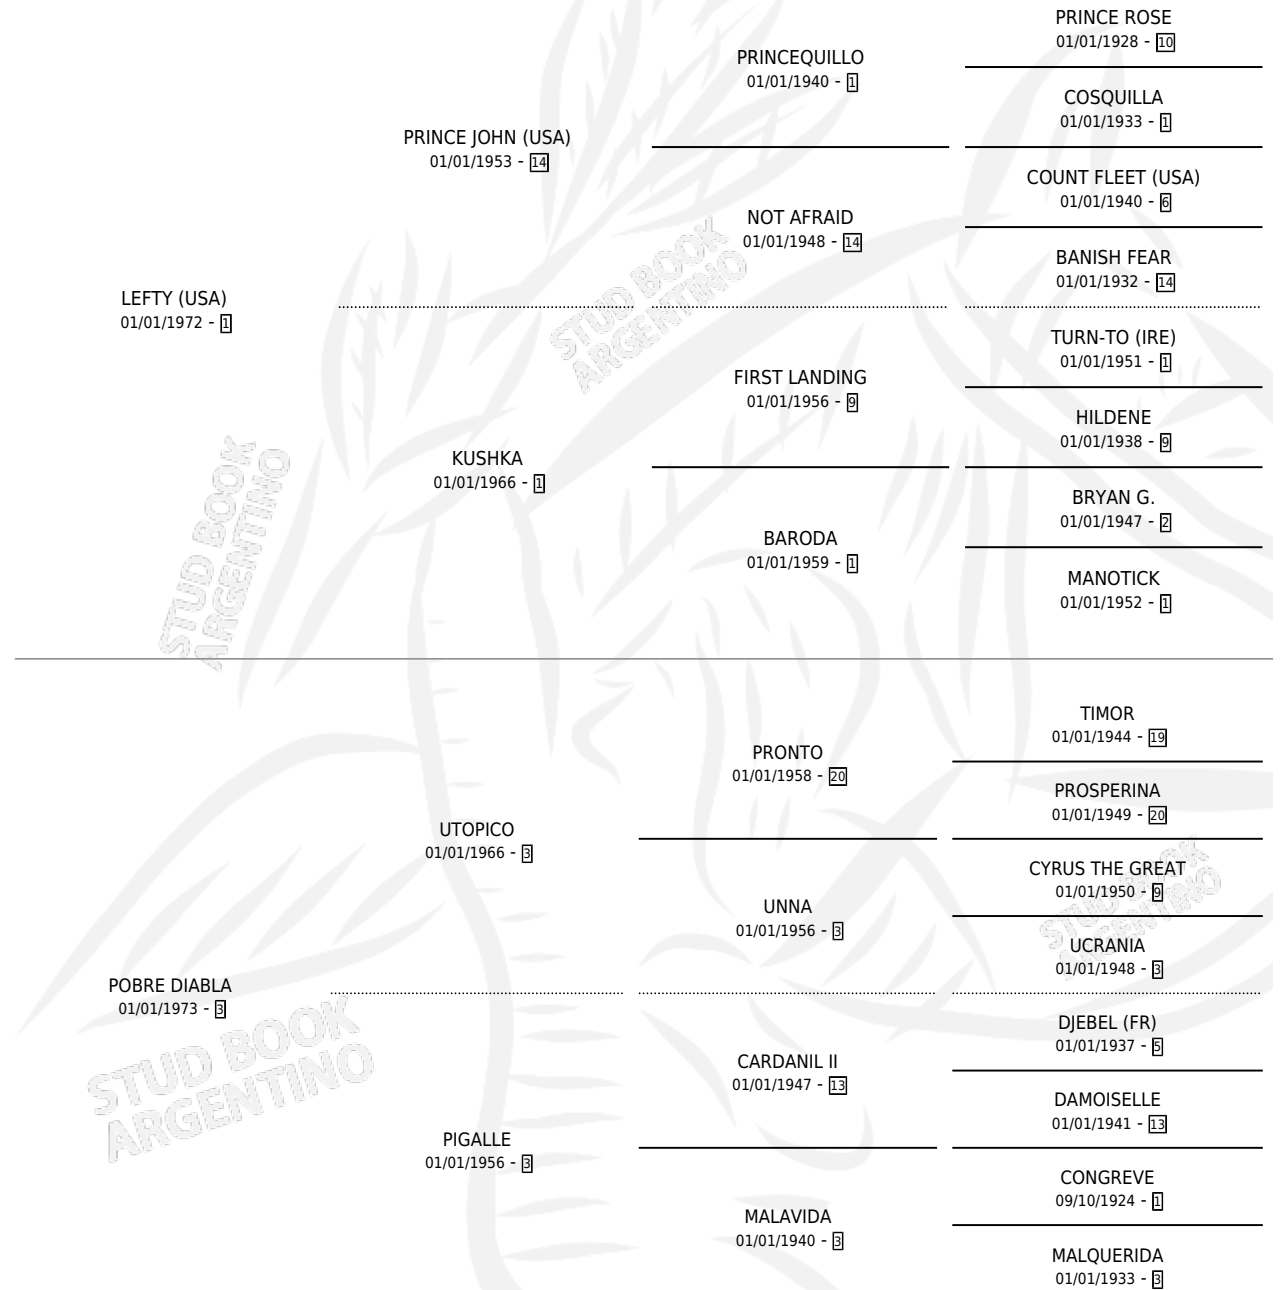 PRINCE ROSE
01/01/1928 - 10
PRINCEQUILLO
01/01/1940 - 1
COSQUILLA
01/01/1933 - 1
PRINCE JOHN (USA)
01/01/1953 - 14
COUNT FLEET (USA)
01/01/1940 - 6
NOT AFRAID
01/01/1948 - 14
BANISH FEAR
01/01/1932 - 14
LEFTY (USA)
01/01/1972 - 1
TURN-TO (IRE)
01/01/1951 - 1
FIRST LANDING
01/01/1956 - 9
HILDENE
01/01/1938 - 9
KUSHKA
01/01/1966 - 1
BRYAN G.
01/01/1947 - 2
BARODA
01/01/1959 - 1
MANOTICK
01/01/1952 - 1
STUD BOOK
ARGENTINO
STUD BOOK
ARGENTINO
TIMOR
01/01/1944 - 19
PRONTO
01/01/1958 - 20
PROSPERINA
01/01/1949 - 20
UTOPICO
01/01/1966 - 3
CYRUS THE GREAT
01/01/1950 - 9
UNNA
01/01/1956 - 3
UCRANIA
01/01/1948 - 3
POBRE DIABLA
01/01/1973 - 3
DJEBEL (FR)
01/01/1937 - 5
CARDANIL II
01/01/1947 - 13
DAMOISELLE
01/01/1941 - 13
PIGALLE
01/01/1956 - 3
CONGREVE
09/10/1924 - 1
MALAVIDA
01/01/1940 - 3
MALQUERIDA
01/01/1933 - 3
STUD BOOK
ARGENTINO
STUD BOOK
ARGENTINO